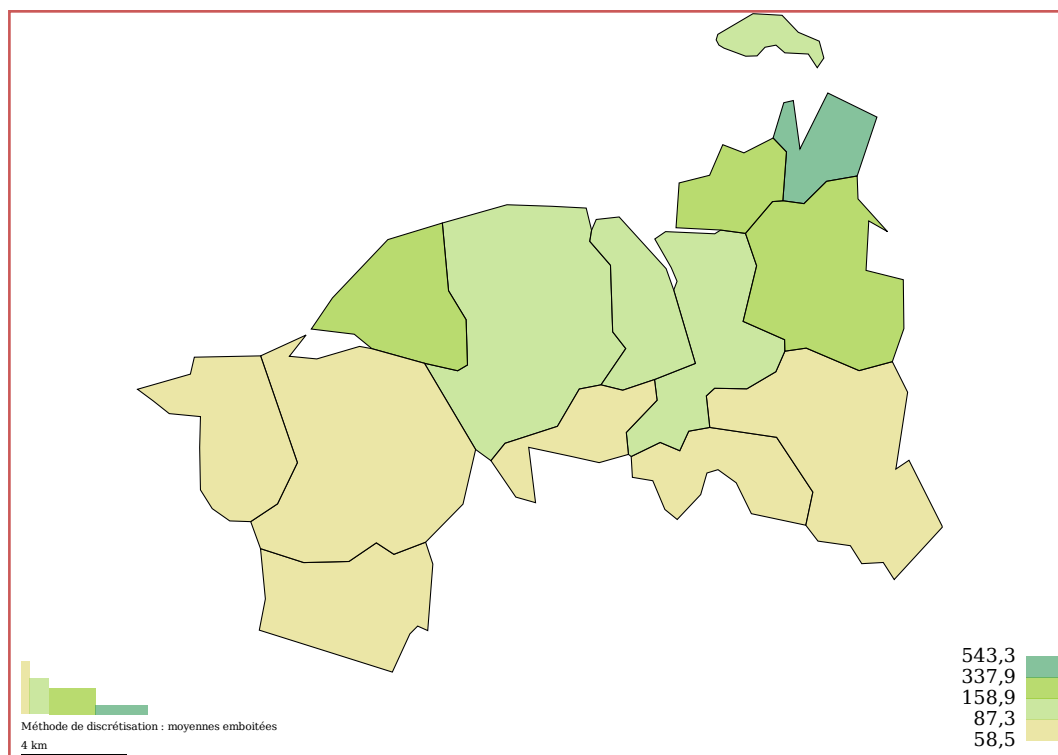 543,3
337,9
158,9
87,3
58,5
Méthode de discrétisation : moyennes emboitées
4 km